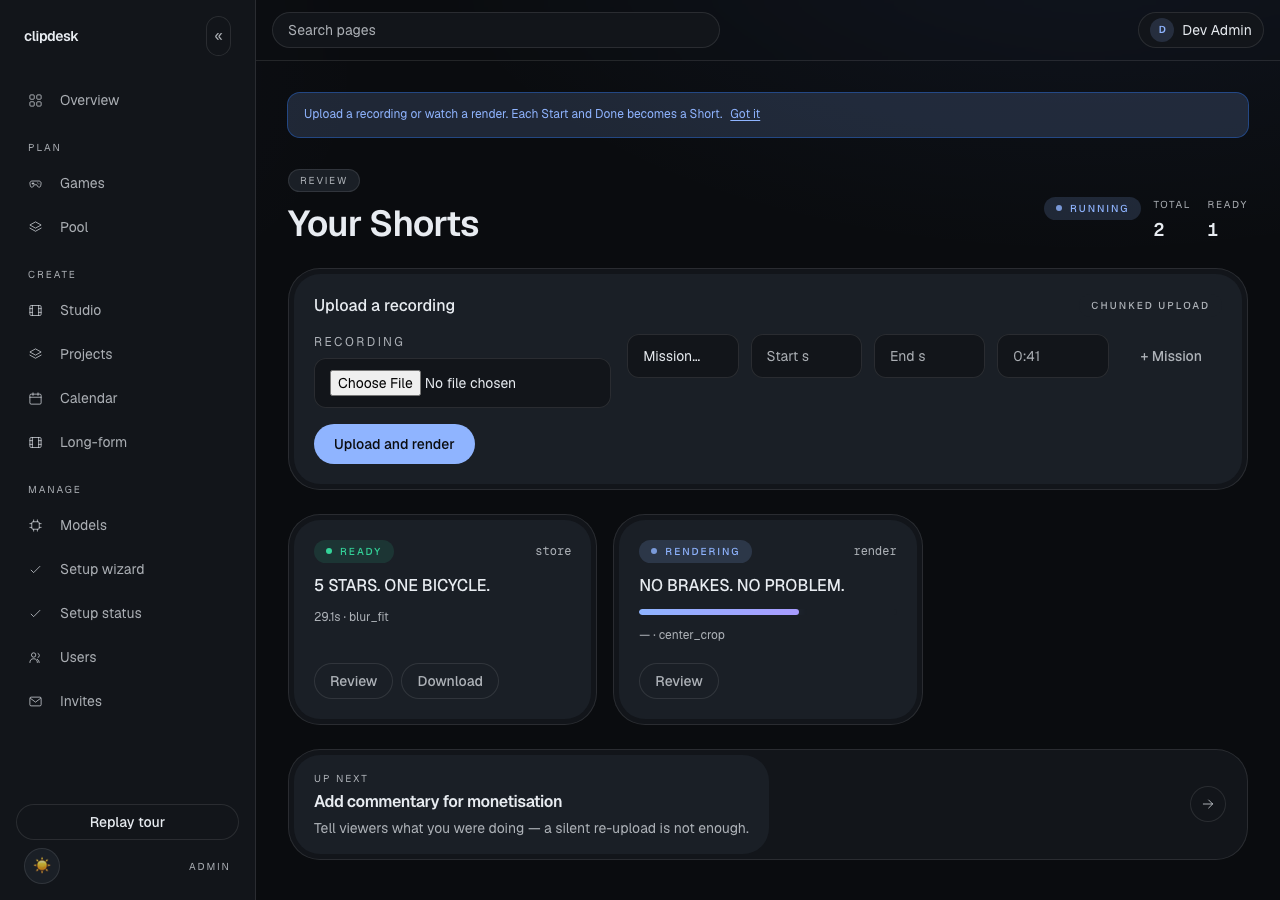 clipdesk
«
Search pages
D
Dev Admin
Overview
PLAN
Games
Pool
CREATE
Studio
Projects
Calendar
Long-form
MANAGE
Models
Setup wizard
Setup status
Users
Invites
Replay tour
ADMIN
Upload a recording or watch a render. Each Start and Done becomes a Short. Got it
REVIEW
Your Shorts
RUNNING
TOTAL
2
READY
1
Upload a recording
CHUNKED UPLOAD
RECORDING
Choose File No file chosen
Mission…
Start s
End s
0:41
+ Mission
Upload and render
READY
store
5 STARS. ONE BICYCLE.
29.1s · blur_fit
Review
Download
RENDERING
render
NO BRAKES. NO PROBLEM.
— · center_crop
Review
UP NEXT
Add commentary for monetisation
Tell viewers what you were doing — a silent re-upload is not enough.